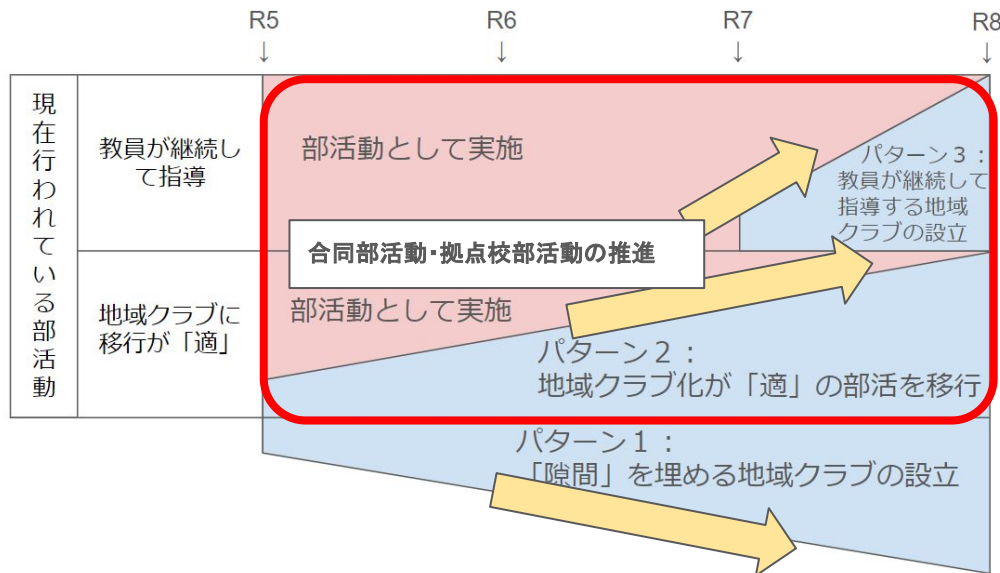 R5
R6
R7
R8
↓
↓
↓
↓
現在行われている部活動
教員が継続し
て指導
部活動として実施
パターン３：
教員が継続して
指導する地域
クラブの設立
合同部活動・拠点校部活動の推進
地域クラブに
移行が「適」
部活動として実施
パターン２：
地域クラブ化が「適」の部活を移行
パターン１：
「隙間」を埋める地域クラブの設立